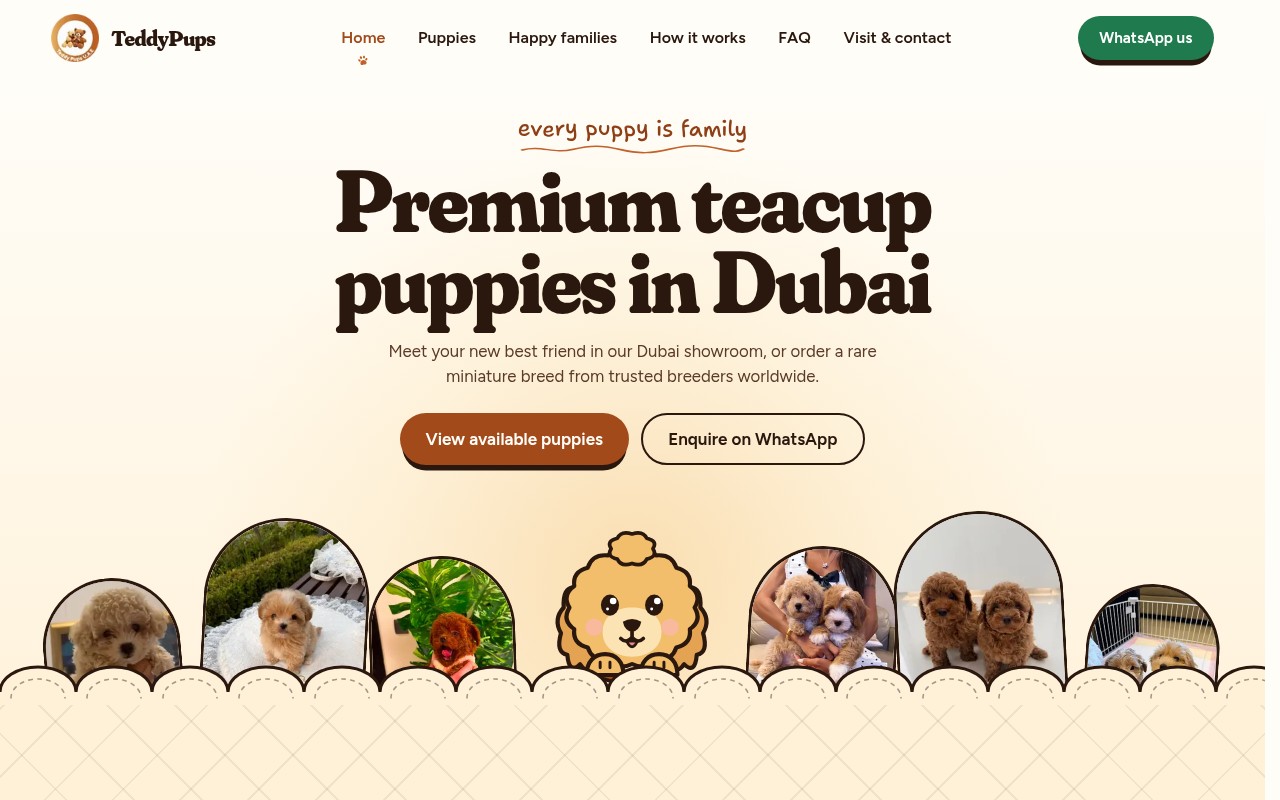 TeddyPups
Home
Puppies
Happy families
How it works
FAQ
Visit & contact
WhatsApp us
every puppy is family
Premium teacup
puppies in Dubai
Meet your new best friend in our Dubai showroom, or order a rare
miniature breed from trusted breeders worldwide.
View available puppies
Enquire on WhatsApp